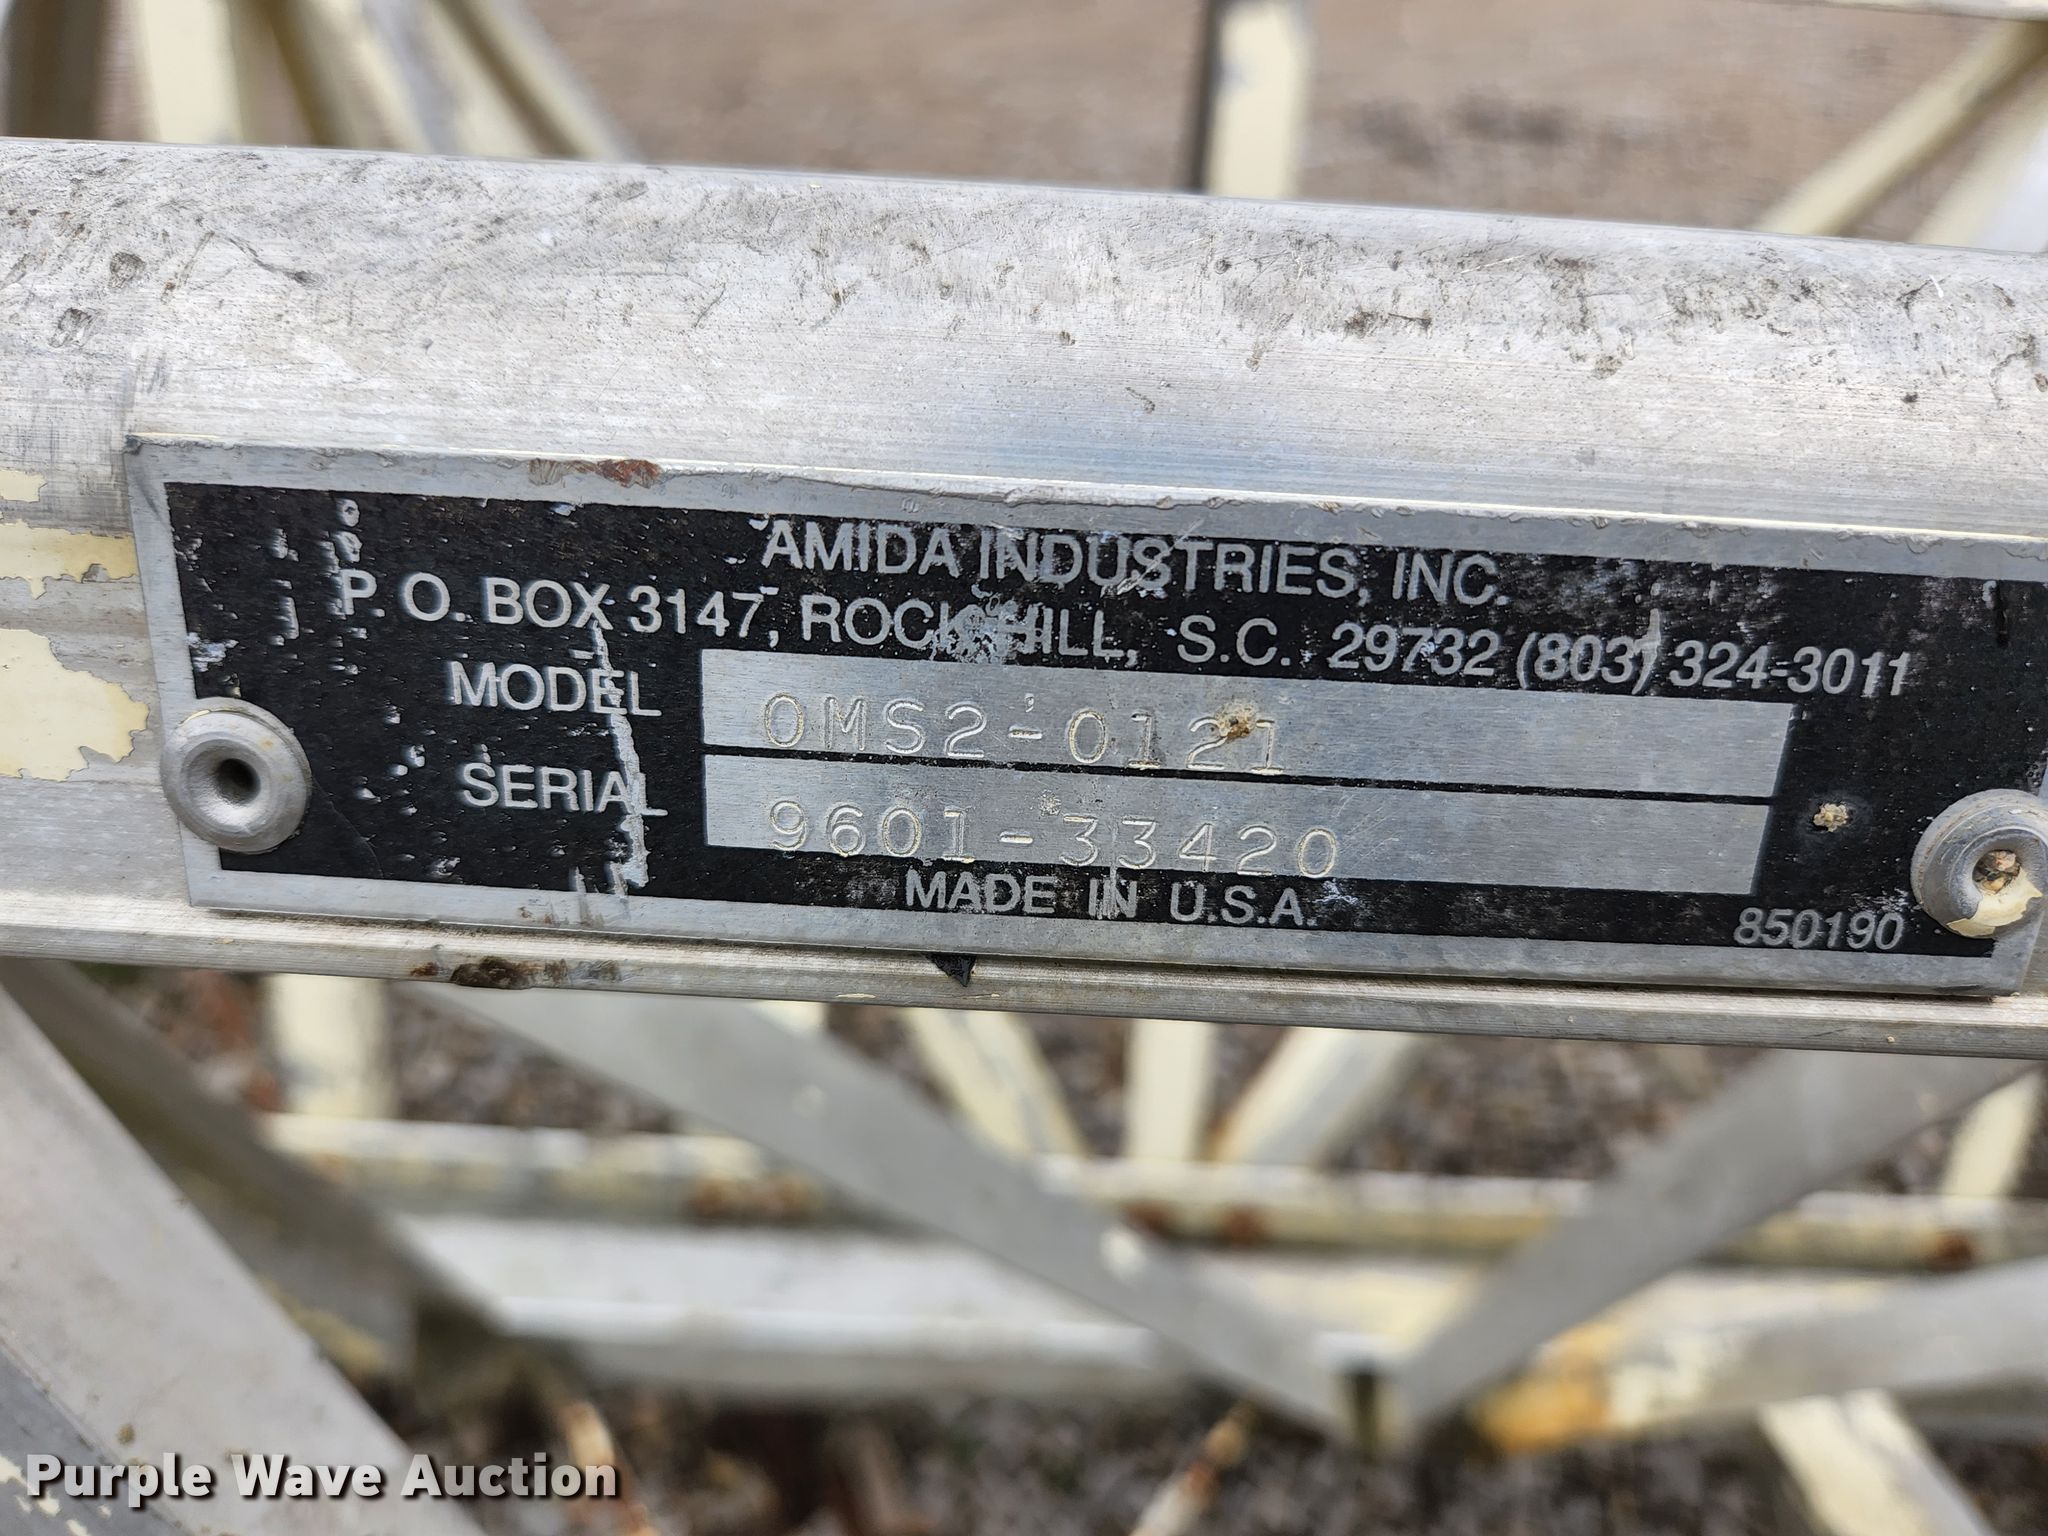 AMIDA INDUSTRIES, INC.
P. O. BOX 3147, ROCK HILL, S.C. 29732 (803) 324-3011
MODEL OMS2-0121
SERIAL 9601-33420
MADE IN U.S.A.
850190
Purple Wave Auction